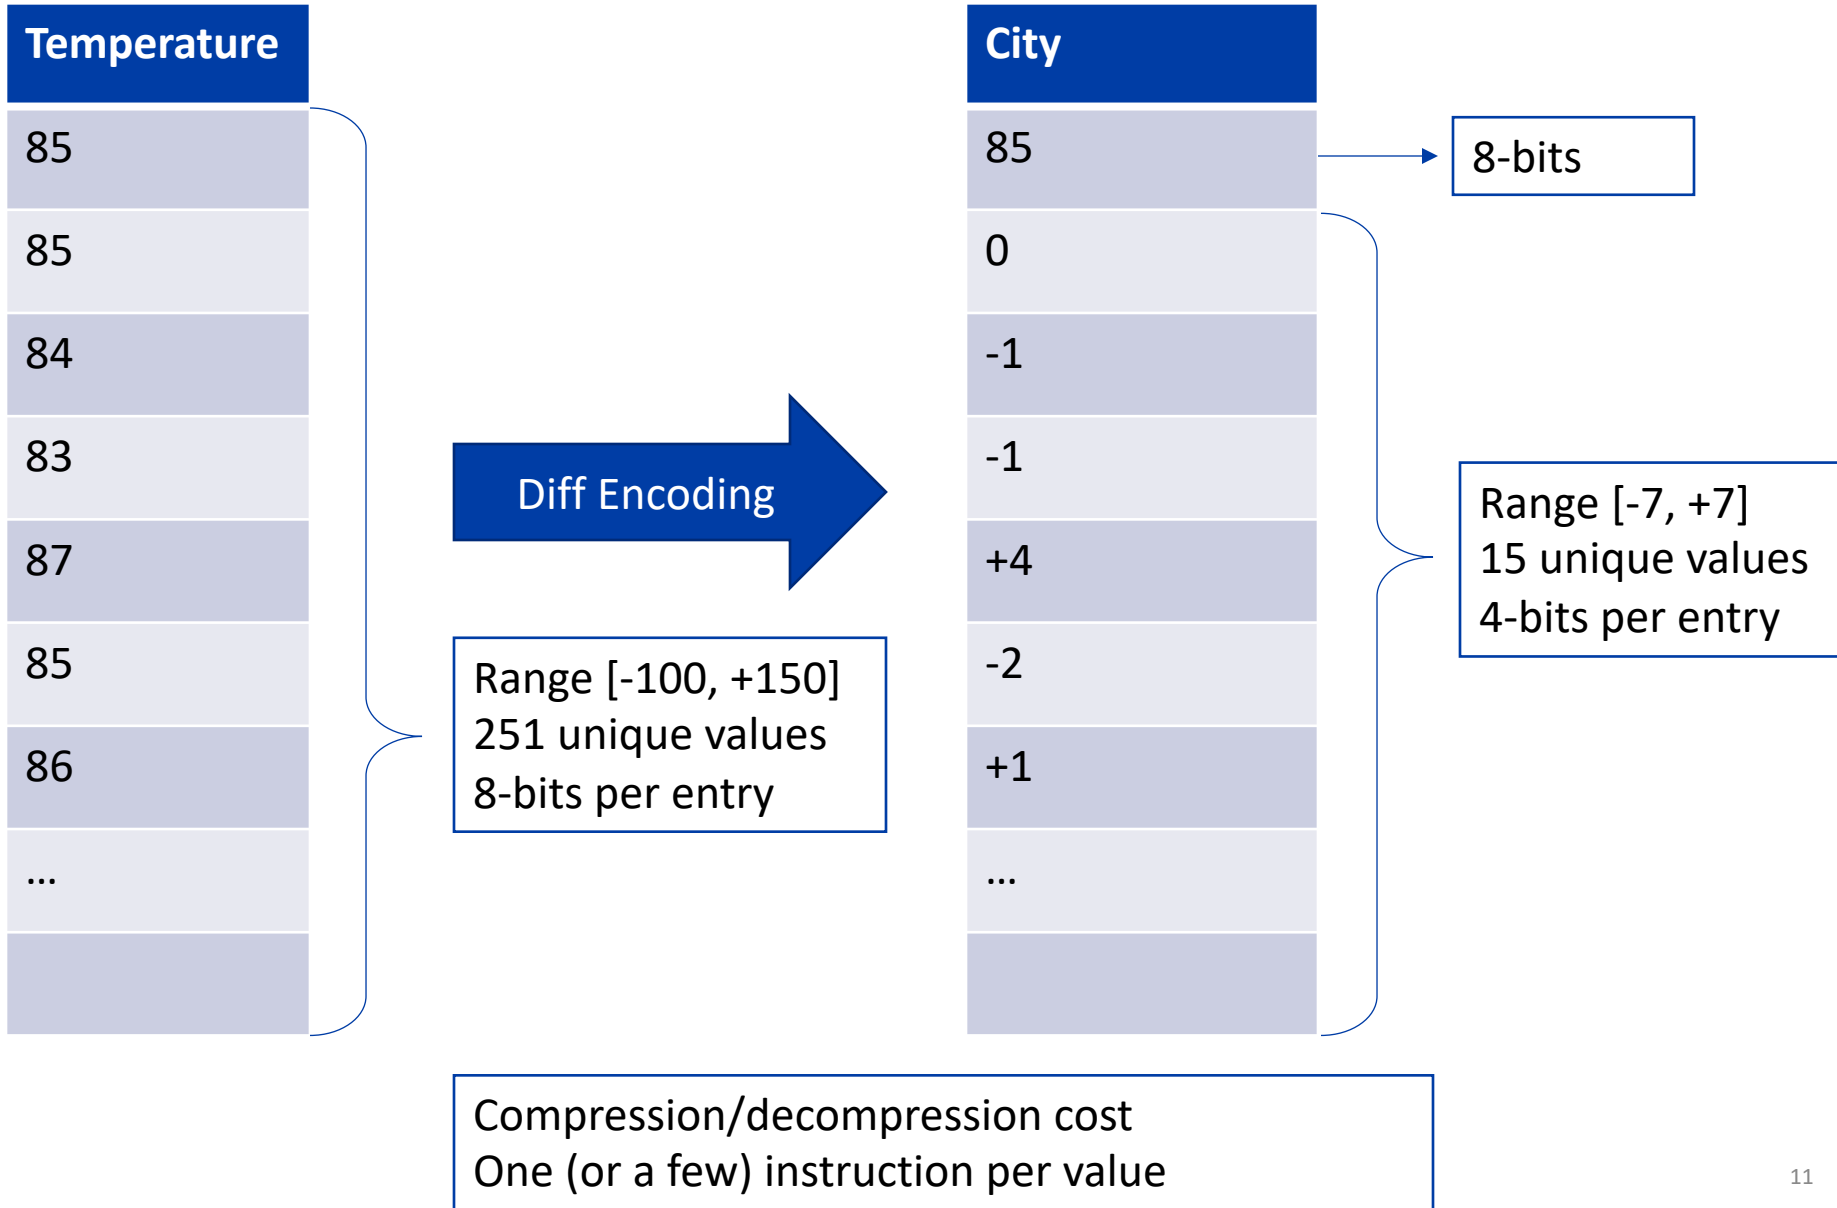 Temperature
85
85
84
83
87
85
86
...
Diff Encoding
Range [-100, +150]
251 unique values
8-bits per entry
City
85
0
-1
-1
+4
-2
+1
...
8-bits
Range [-7, +7]
15 unique values
4-bits per entry
Compression/decompression cost
One (or a few) instruction per value
11